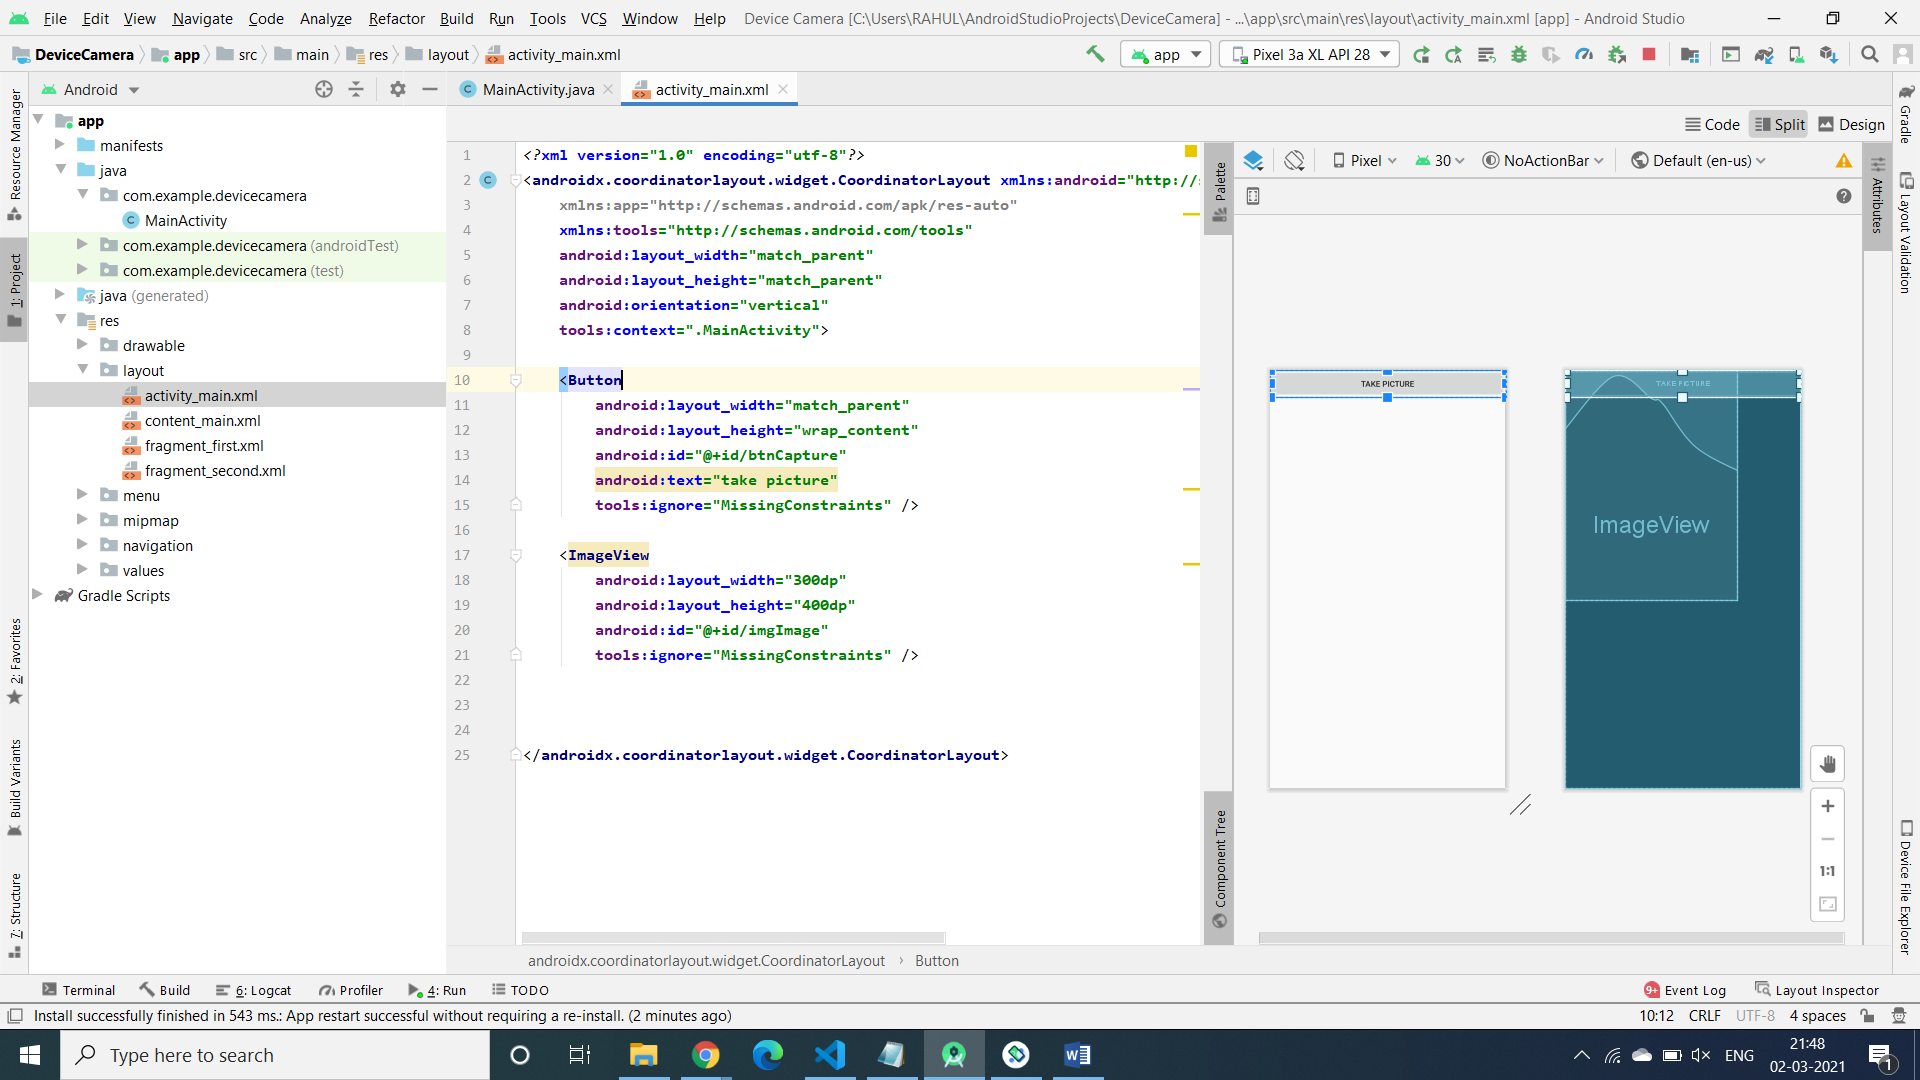 File Edit View Navigate Code Analyze Refactor Build Run Tools VCS Window Help Device Camera [C:\Users\RAHUL\AndroidStudioProjects\DeviceCamera] - ...\app\src\main\res\layout\activity_main.xml [app] - Android Studio
DeviceCamera app src main res layout activity_main.xml app Pixel 3a XL API 28
Android
MainActivity.java activity_main.xml
Code Split Design
Resource Manager
1: Project
2: Favorites
Build Variants
7: Structure
app
manifests
java
com.example.devicecamera
MainActivity
com.example.devicecamera (androidTest)
com.example.devicecamera (test)
java (generated)
res
drawable
layout
activity_main.xml
content_main.xml
fragment_first.xml
fragment_second.xml
menu
mipmap
navigation
values
Gradle Scripts
1 <?xml version="1.0" encoding="utf-8"?>
2 <androidx.coordinatorlayout.widget.CoordinatorLayout xmlns:android="http://
3 xmlns:app="http://schemas.android.com/apk/res-auto"
4 xmlns:tools="http://schemas.android.com/tools"
5 android:layout_width="match_parent"
6 android:layout_height="match_parent"
7 android:orientation="vertical"
8 tools:context=".MainActivity">
9
10 <Button
11 android:layout_width="match_parent"
12 android:layout_height="wrap_content"
13 android:id="@+id/btnCapture"
14 android:text="take picture"
15 tools:ignore="MissingConstraints" />
16
17 <ImageView
18 android:layout_width="300dp"
19 android:layout_height="400dp"
20 android:id="@+id/imgImage"
21 tools:ignore="MissingConstraints" />
22
23
24
25 </androidx.coordinatorlayout.widget.CoordinatorLayout>
androidx.coordinatorlayout.widget.CoordinatorLayout › Button
Palette
Component Tree
Pixel 30 NoActionBar Default (en-us)
TAKE PICTURE
TAKE PICTURE
ImageView
1:1
Attributes
Gradle
Layout Validation
Device File Explorer
Terminal Build 6: Logcat Profiler 4: Run TODO 9+ Event Log Layout Inspector
Install successfully finished in 543 ms.: App restart successful without requiring a re-install. (2 minutes ago) 10:12 CRLF UTF-8 4 spaces
Type here to search
ENG
21:48
02-03-2021
1